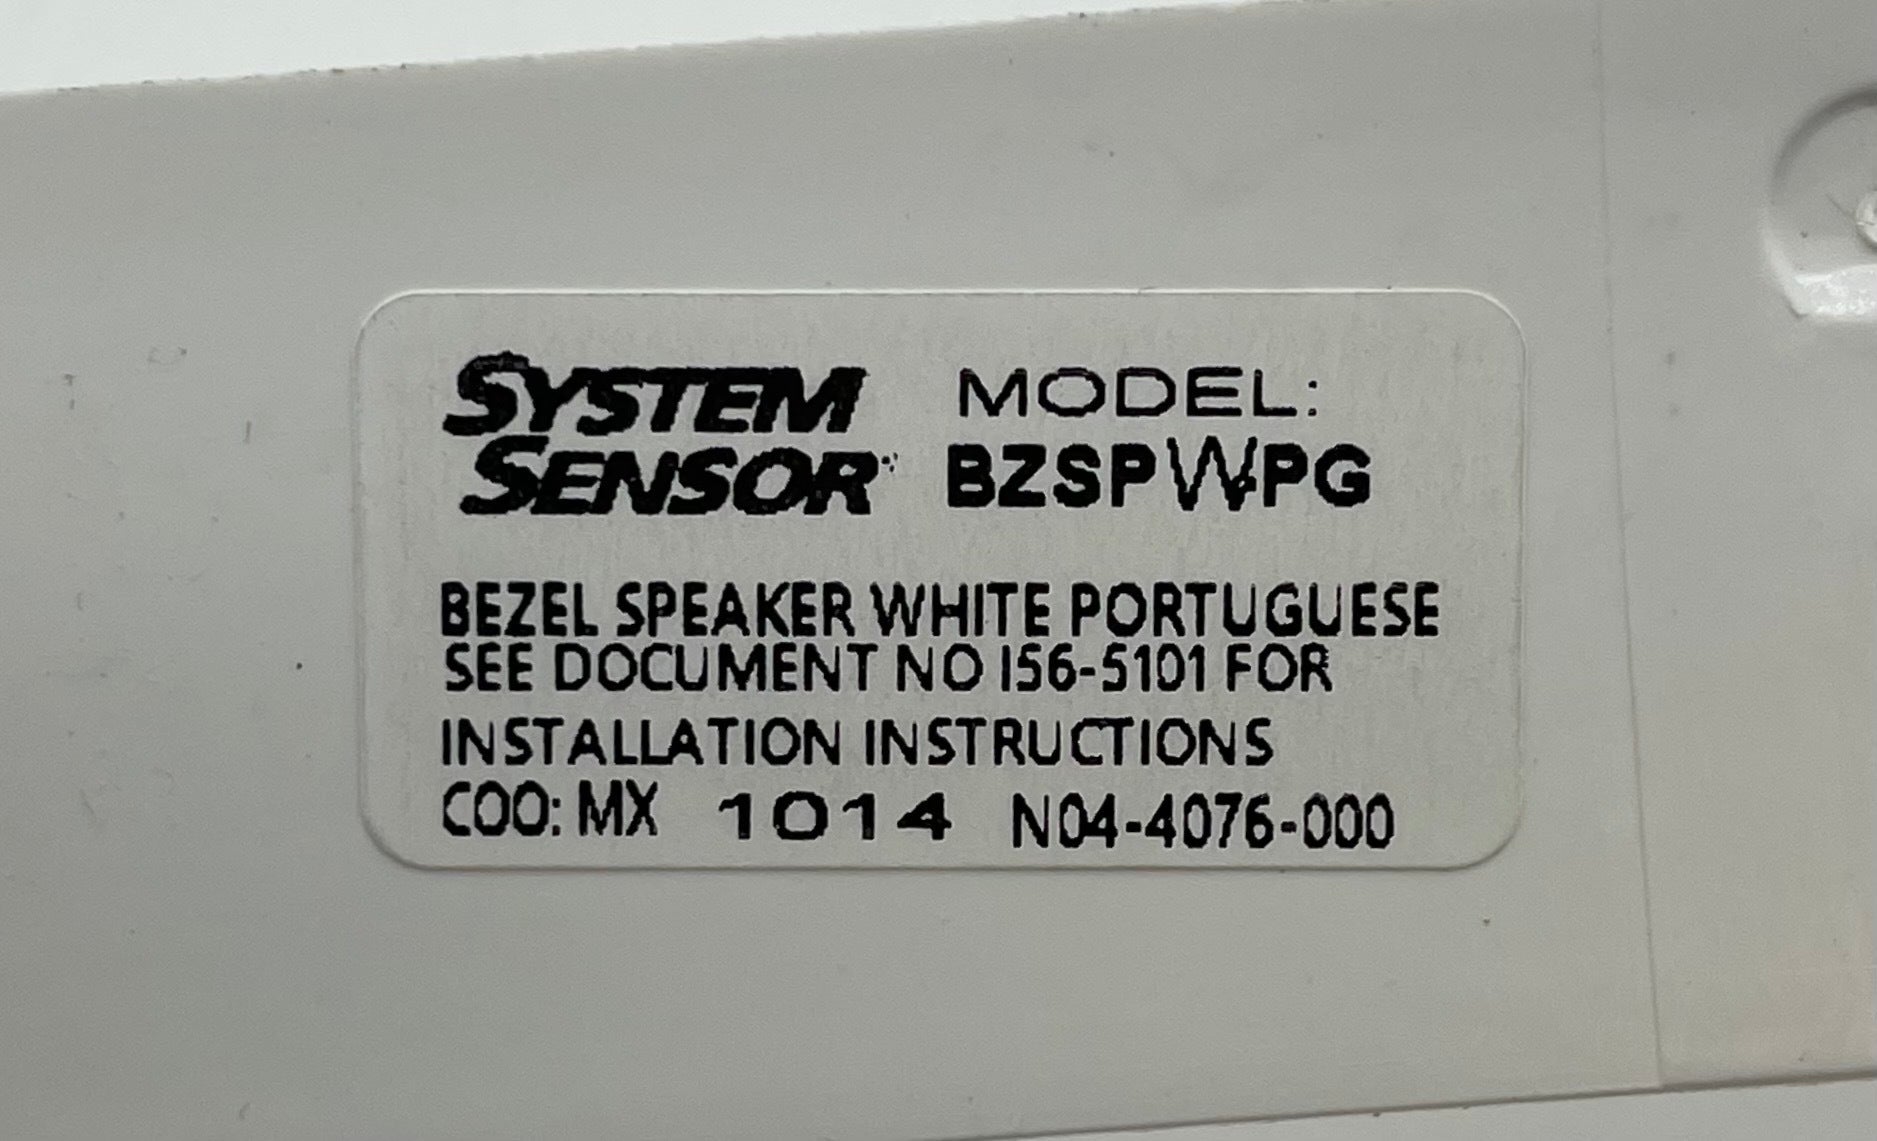 SYSTEM SENSOR
MODEL:
BZSPWPG
BEZEL SPEAKER WHITE PORTUGUESE
SEE DOCUMENT NO I56-5101 FOR
INSTALLATION INSTRUCTIONS
COO: MX 1014 N04-4076-000